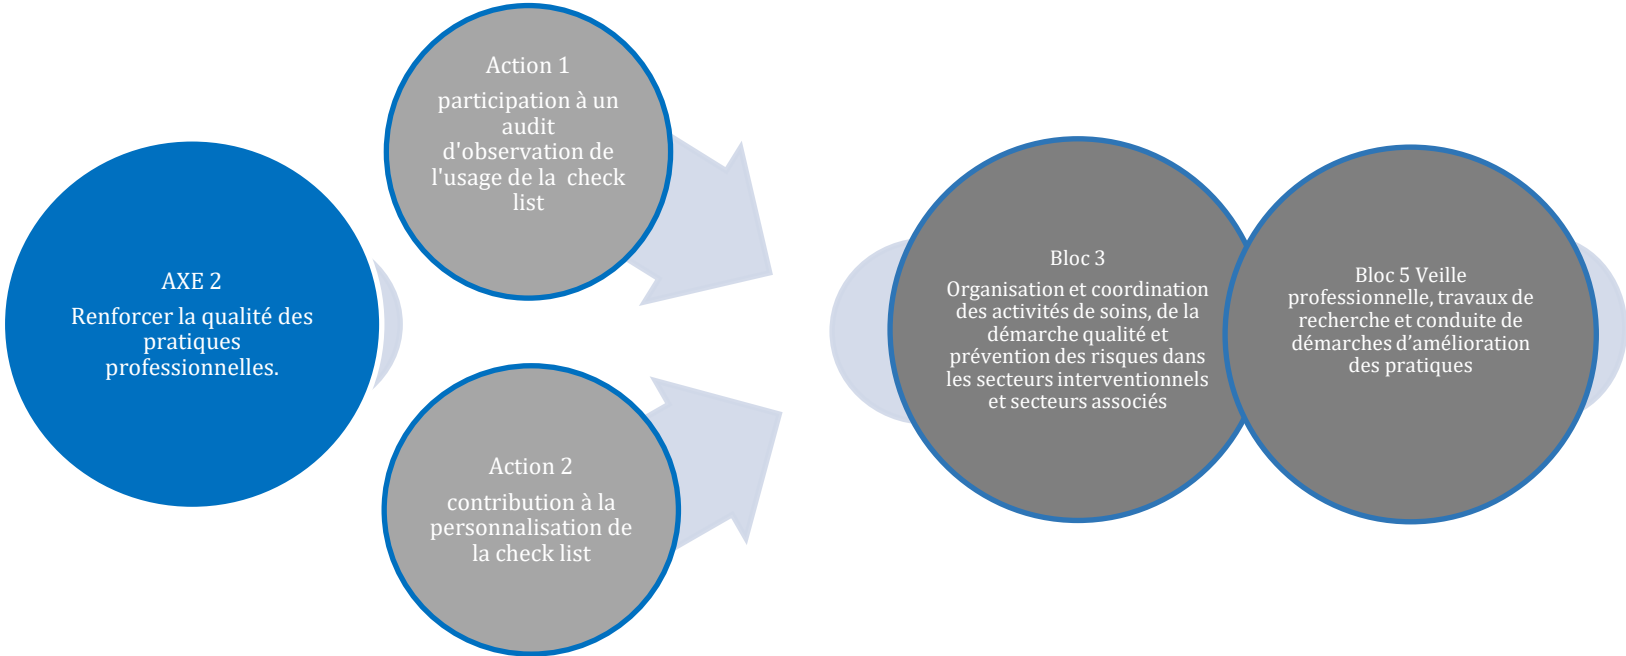 AXE 2
Renforcer la qualité des
pratiques
professionnelles.
Action 1
participation à un
audit
d'observation de
l'usage de la  check
list
Action 2
contribution à la
personnalisation de
la check list
Bloc 3
Organisation et coordination
des activités de soins, de la
démarche qualité et
prévention des risques dans
les secteurs interventionnels
et secteurs associés
Bloc 5 Veille
professionnelle, travaux de
recherche et conduite de
démarches d’amélioration
des pratiques